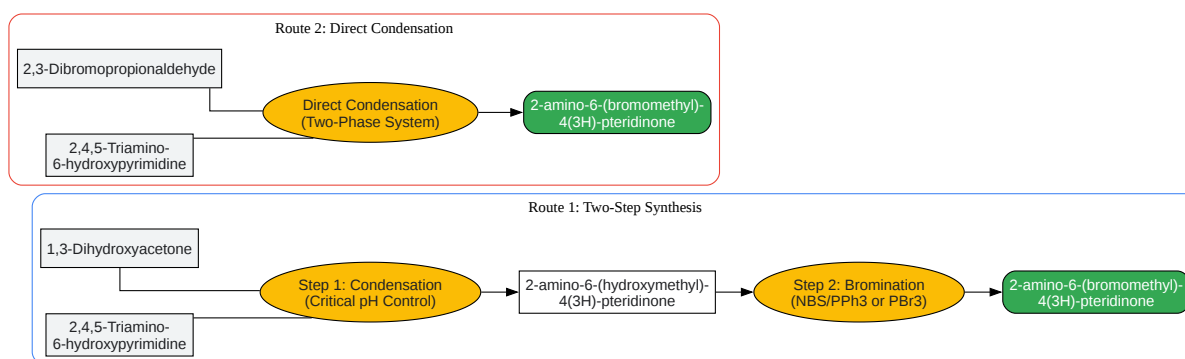 Route 2: Direct Condensation
2,3-Dibromopropionaldehyde
Direct Condensation
(Two-Phase System)
2-amino-6-(bromomethyl)-
4(3H)-pteridinone
2,4,5-Triamino-
6-hydroxypyrimidine
Route 1: Two-Step Synthesis
1,3-Dihydroxyacetone
Step 1: Condensation
(Critical pH Control)
2-amino-6-(hydroxymethyl)-
4(3H)-pteridinone
Step 2: Bromination
(NBS/PPh3 or PBr3)
2-amino-6-(bromomethyl)-
4(3H)-pteridinone
2,4,5-Triamino-
6-hydroxypyrimidine